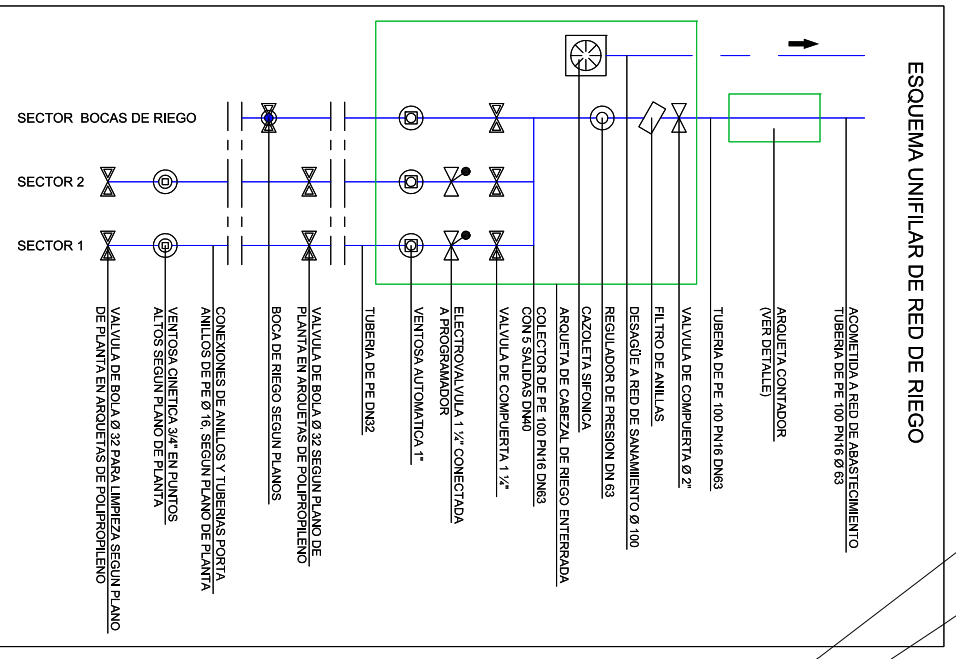 ESQUEMA UNIFILAR DE RED DE RIEGO
SECTOR BOCAS DE RIEGO
SECTOR 2
SECTOR 1
ACOMETIDA A RED DE ABASTECIMIENTO
TUBERIA DE PE 100 PN16 Ø 63
ARQUETA CONTADOR
(VER DETALLE)
TUBERIA DE PE 100 PN16 DN63
VALVULA DE COMPUERTA Ø 2"
FILTRO DE ANILLAS
DESAGÜE A RED DE SANAMIENTO Ø 100
REGULADOR DE PRESION DN 63
CAZOLETA SIFONICA
ARQUETA DE CABEZAL DE RIEGO ENTERRADA
COLECTOR DE PE 100 PN16 DN63
CON 5 SALIDAS DN40
VALVULA DE COMPUERTA 1 ¼"
ELECTROVALVULA 1 ½" CONECTADA
A PROGRAMADOR
VENTOSA AUTOMATICA 1"
TUBERIA DE PE DN32
VALVULA DE BOLA Ø 32 SEGUN PLANO DE
PLANTA EN ARQUETAS DE POLIPROPILENO
BOCA DE RIEGO SEGUN PLANOS
CONEXIONES DE ANILLOS Y TUBERIAS PORTA
ANILLOS DE PE Ø 16, SEGUN PLANO DE PLANTA
VENTOSA CINETICA 3/4" EN PUNTOS
ALTOS SEGUN PLANO DE PLANTA
VALVULA DE BOLA Ø 32 PARA LIMPIEZA SEGUN PLANO
DE PLANTA EN ARQUETAS DE POLIPROPILENO